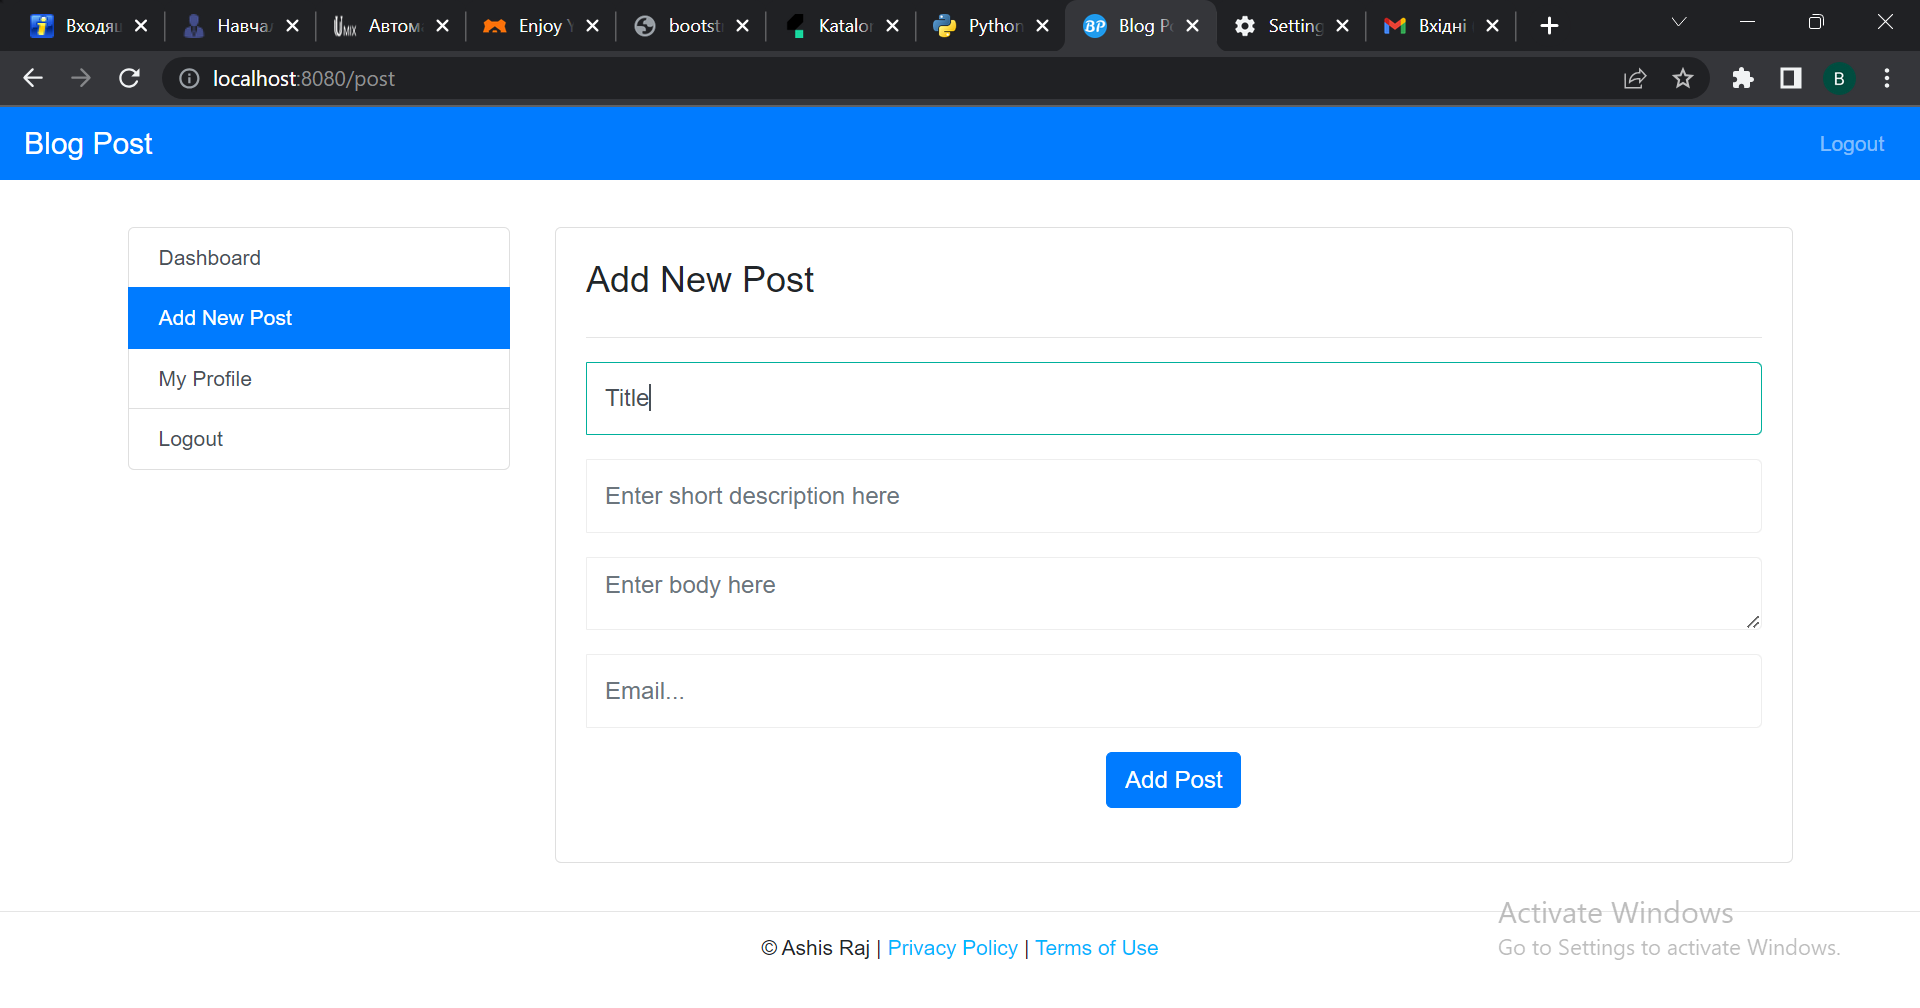 Входящ Навча Автом Enjoy Y bootst Katalon Python Blog Po Setting Вхідні
localhost:8080/post B
Blog Post Logout
Dashboard
Add New Post
My Profile
Logout
Add New Post
Title
Enter short description here
Enter body here
Email...
Add Post
© Ashis Raj | Privacy Policy | Terms of Use
Activate Windows
Go to Settings to activate Windows.